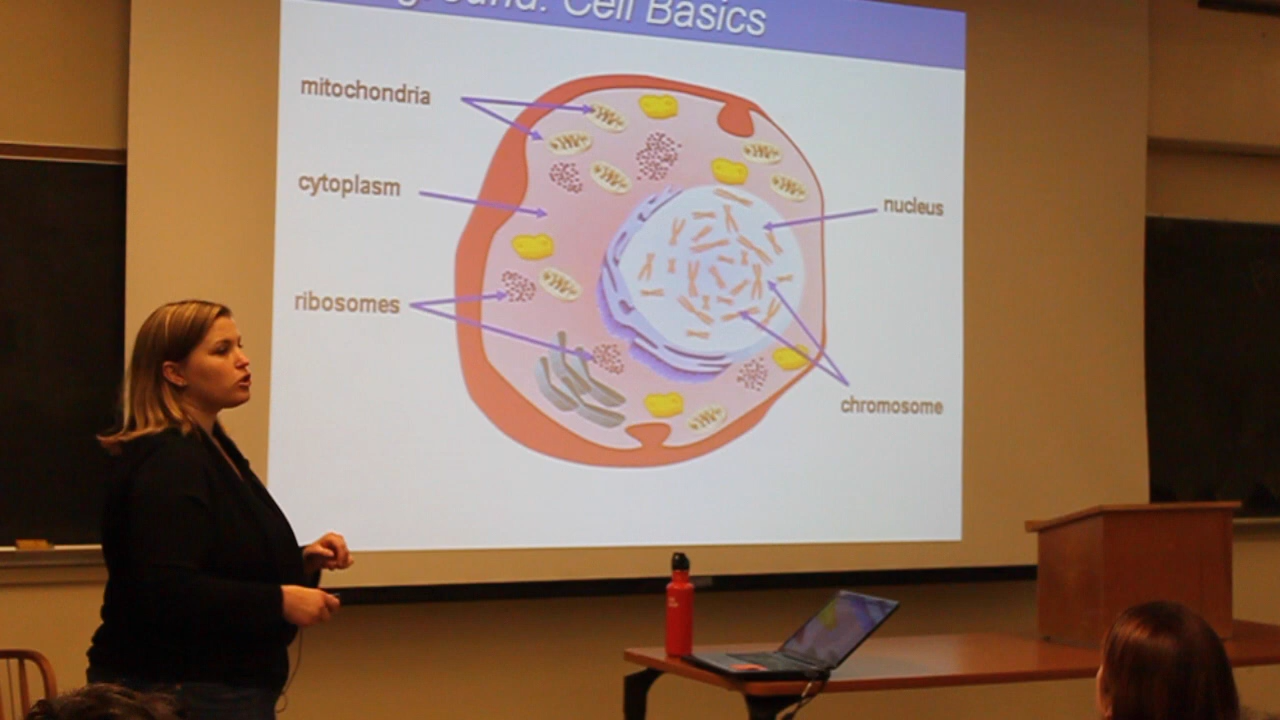 Cell Basics
mitochondria
cytoplasm
nucleus
ribosomes
chromosome